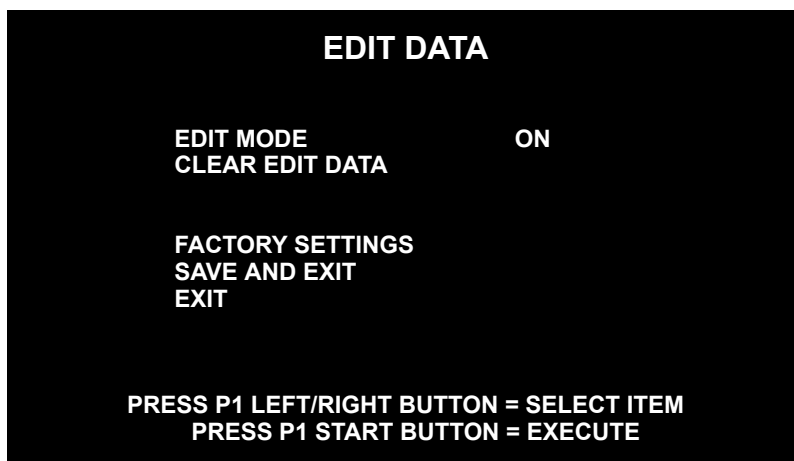 EDIT DATA
EDIT MODE ON
CLEAR EDIT DATA
FACTORY SETTINGS
SAVE AND EXIT
EXIT
PRESS P1 LEFT/RIGHT BUTTON = SELECT ITEM
PRESS P1 START BUTTON = EXECUTE